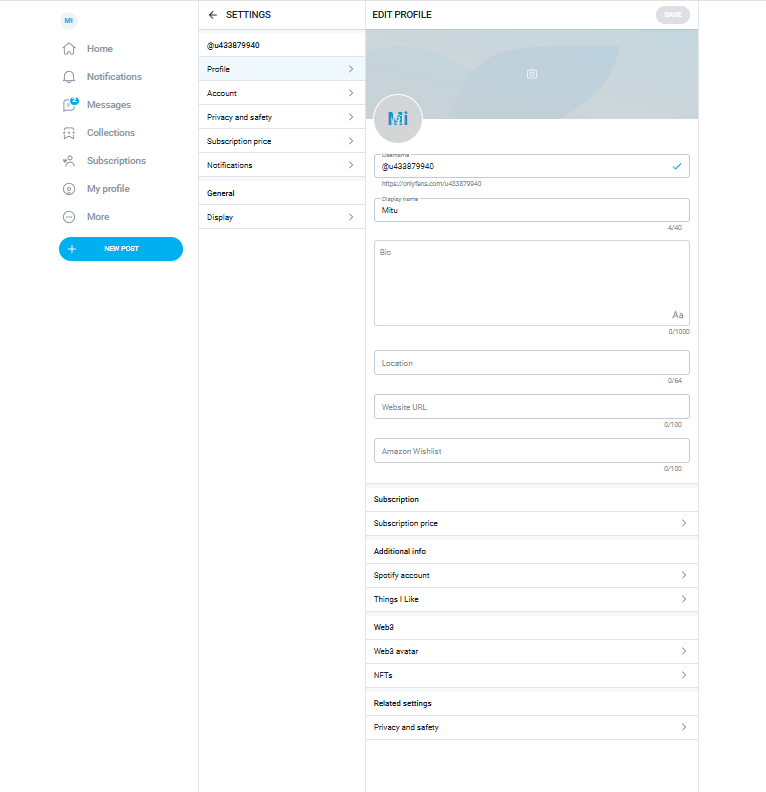 MI
Home
Notifications
2
Messages
Collections
Subscriptions
My profile
More
NEW POST
SETTINGS
@u433879940
Profile
Account
Privacy and safety
Subscription price
Notifications
General
Display
EDIT PROFILE
SAVE
Mi
Username
@u433879940
https://onlyfans.com/u433879940
Display name
Mitu
4/40
Bio
Aa
0/1000
Location
0/64
Website URL
0/100
Amazon Wishlist
0/100
Subscription
Subscription price
Additional info
Spotify account
Things I Like
Web3
Web3 avatar
NFTs
Related settings
Privacy and safety